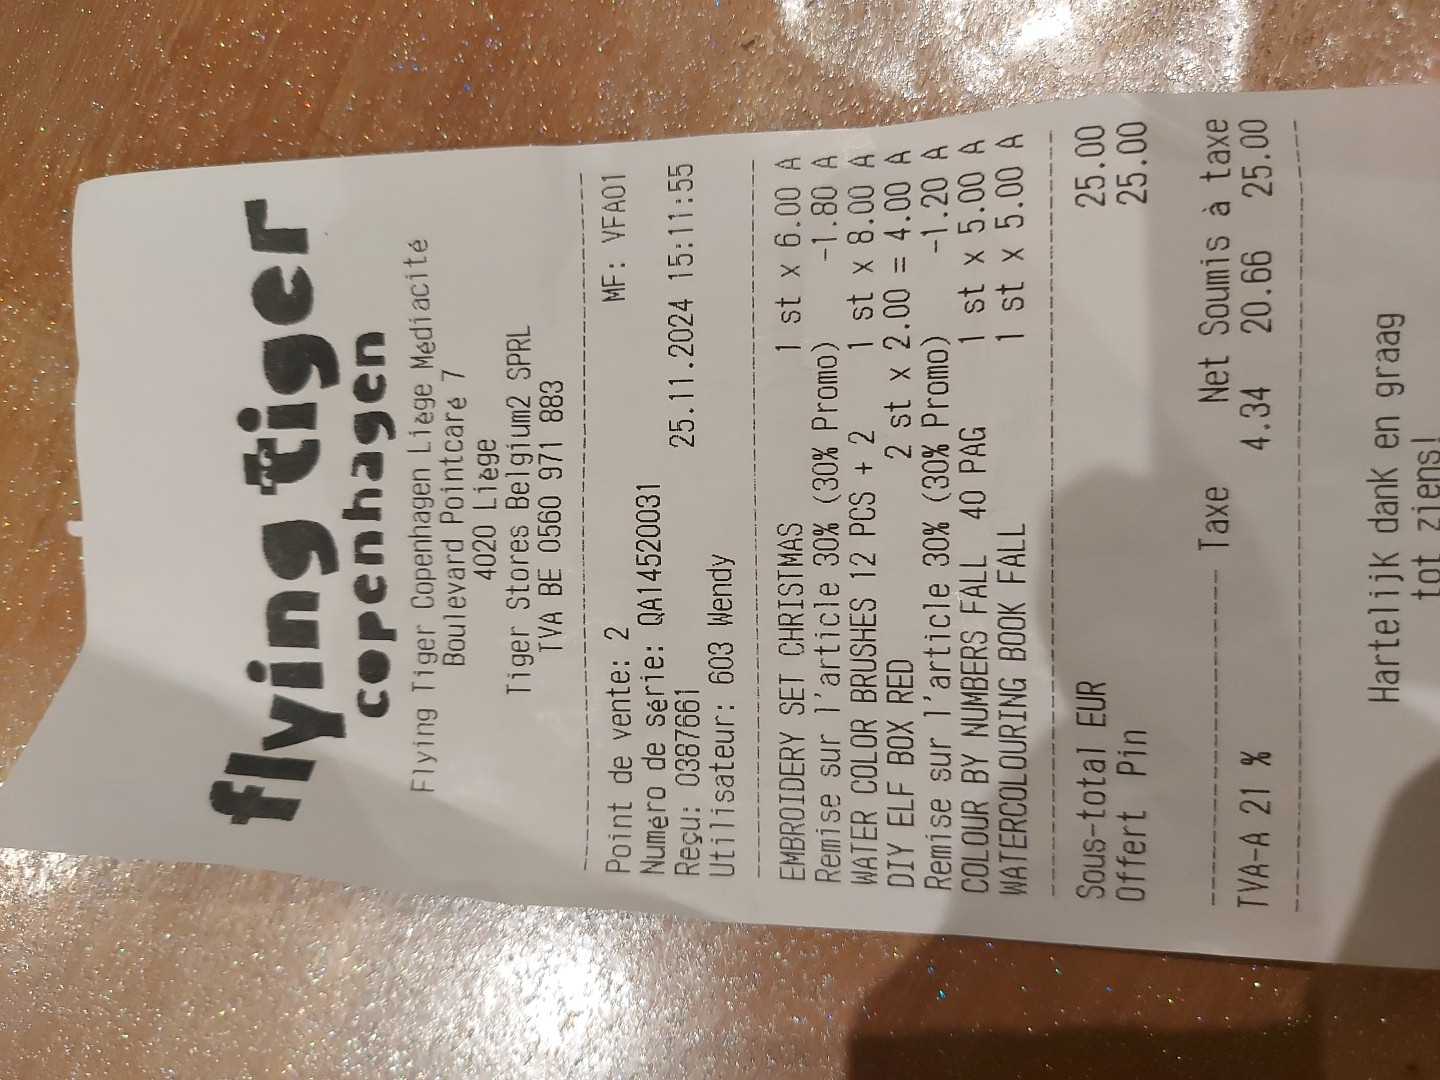 flying tiger
copenhagen
Flying Tiger Copenhagen Liège Médiacité
Boulevard Pointcaré 7
4020 Liège
Tiger Stores Belgium2 SPRL
TVA BE 0560 971 883
Point de vente: 2 MF: VFA01
Numéro de série: QA14520031
Reçu: 0387661 25.11.2024 15:11:55
Utilisateur: 603 Wendy
EMBROIDERY SET CHRISTMAS 1 st x 6.00 A
Remise sur l'article 30% (30% Promo) -1.80 A
WATER COLOR BRUSHES 12 PCS + 2 1 st x 8.00 A
DIY ELF BOX RED 2 st x 2.00 = 4.00 A
Remise sur l'article 30% (30% Promo) -1.20 A
COLOUR BY NUMBERS FALL 40 PAG 1 st x 5.00 A
WATERCOLOURING BOOK FALL 1 st x 5.00 A
Sous-total EUR 25.00
Offert Pin 25.00
Taxe Net Soumis à taxe
TVA-A 21 % 4.34 20.66 25.00
Hartelijk dank en graag
tot ziens!